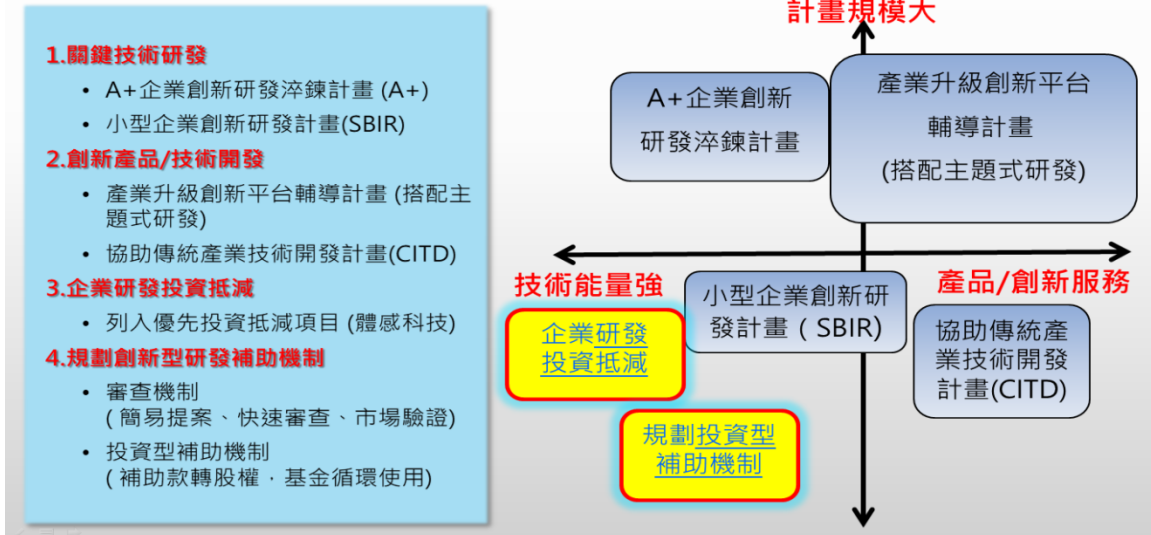 1.關鍵技術研發
• A+企業創新研發淬鍊計畫 (A+)
• 小型企業創新研發計畫(SBIR)
2.創新產品/技術開發
• 產業升級創新平台輔導計畫 (搭配主
題式研發)
• 協助傳統產業技術開發計畫(CITD)
3.企業研發投資抵減
• 列入優先投資抵減項目 (體感科技)
4.規劃創新型研發補助機制
• 審查機制
( 簡易提案、快速審查、市場驗證)
• 投資型補助機制
( 補助款轉股權，基金循環使用)
計畫規模大
A+企業創新
研發淬鍊計畫
產業升級創新平台
輔導計畫
(搭配主題式研發)
技術能量強
產品/創新服務
小型企業創新研
發計畫 ( SBIR)
企業研發
投資抵減
協助傳統產
業技術開發
計畫(CITD)
規劃投資型
補助機制